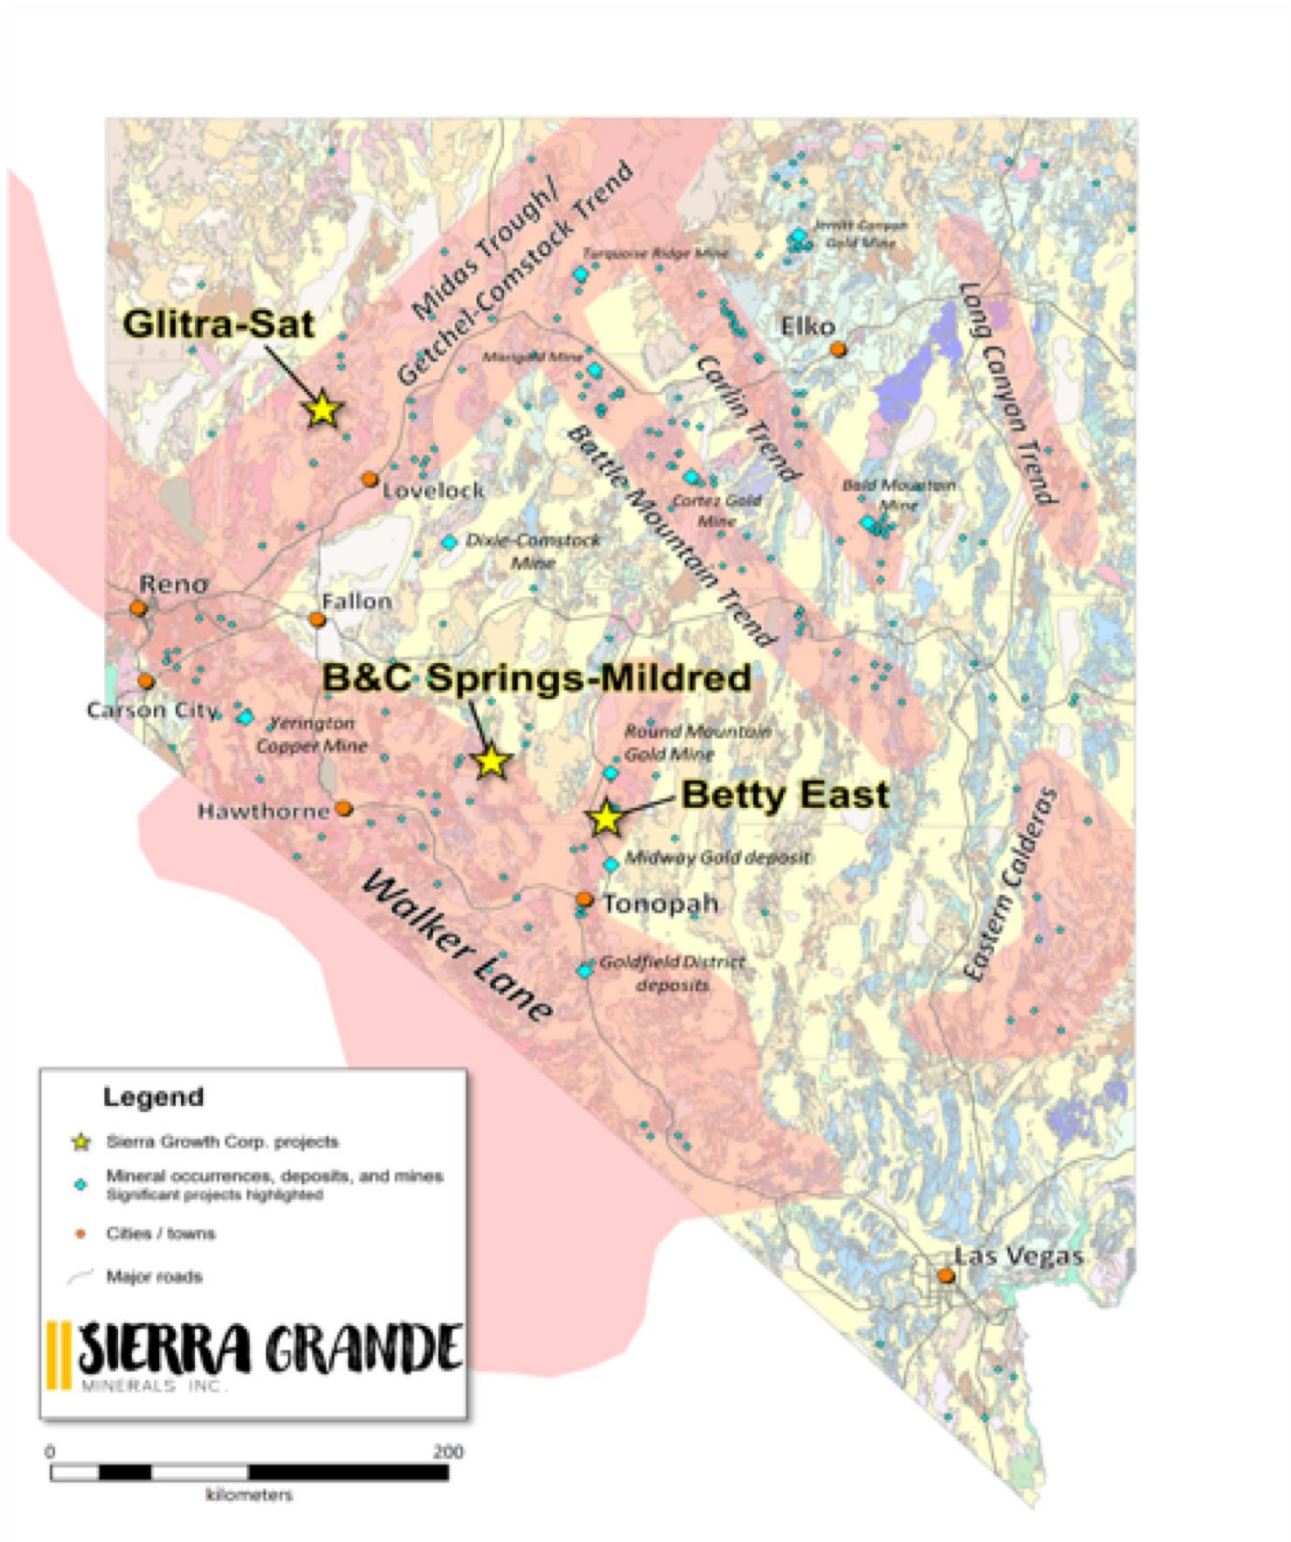 Midas Trough/
Getchel-Comstock Trend
Jerritt Canyon
Gold Mine
Turquoise Ridge Mine
Glitra-Sat
Elko
Long Canyon Trend
Marigold Mine
Carlin Trend
Battle Mountain Trend
Lovelock
Cortez Gold
Mine
Bald Mountain
Mine
Dixie-Comstock
Mine
Reno
Fallon
B&C Springs-Mildred
Carson City
Yerington
Copper Mine
Round Mountain
Gold Mine
Betty East
Hawthorne
Midway Gold deposit
Eastern Calderas
Walker Lane
Tonopah
Goldfield District
deposits
Las Vegas
Legend
Sierra Growth Corp. projects
Mineral occurrences, deposits, and mines
Significant projects highlighted
Cities / towns
Major roads
SIERRA GRANDE
MINERALS INC.
0 200
kilometers